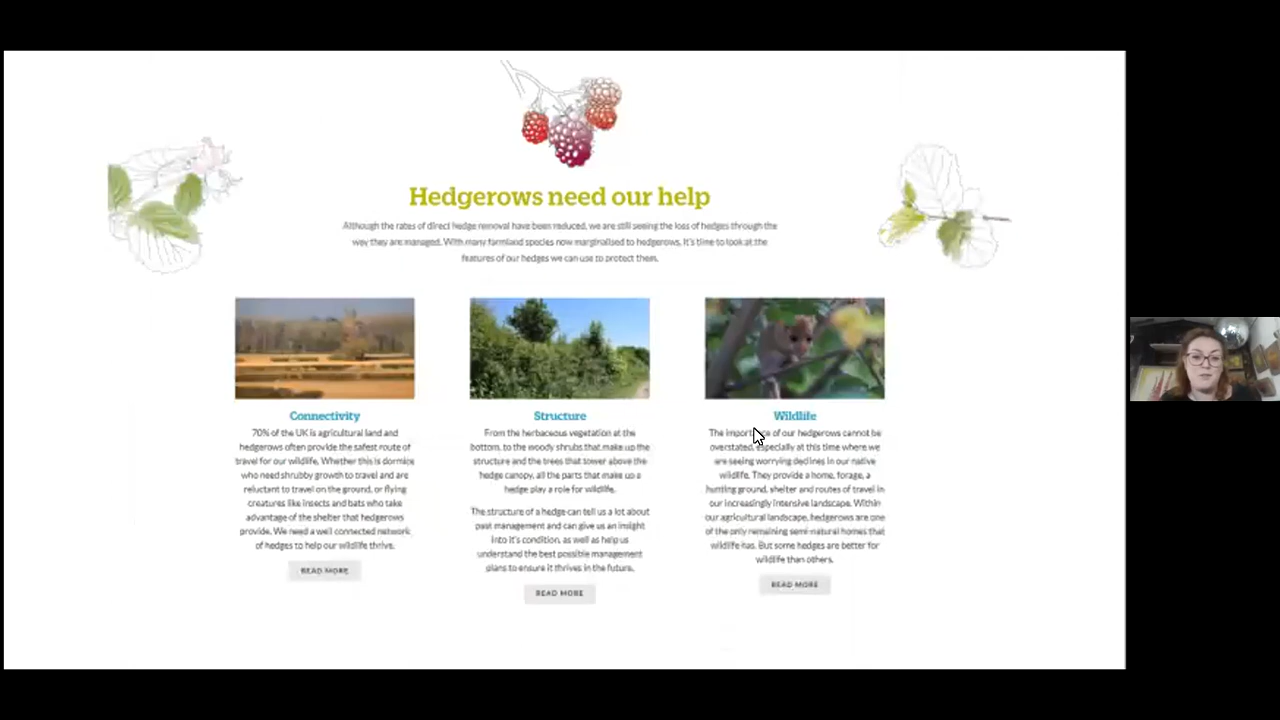 Hedgerows need our help
Although the rates of direct hedge removal have been reduced, we are still seeing the loss of hedges through the
way they are managed. With many farmland species now marginalised to hedgerows, it's time to look at the
features of our hedges we can use to protect them.
Connectivity
70% of the UK is agricultural land and
hedgerows often provide the safest route of
travel for our wildlife. Whether this is dormice
who need shrubby growth to travel and are
reluctant to travel on the ground, or flying
creatures like insects and bats who take
advantage of the shelter that hedgerows
provide. We need a well connected network
of hedges to help our wildlife thrive.
READ MORE
Structure
From the herbaceous vegetation at the
bottom, to the woody shrubs that make up the
structure and the trees that tower above the
hedge canopy, all the parts that make up a
hedge play a role for wildlife.
The structure of a hedge can tell us a lot about
past management and can give us an insight
into it's condition, as well as help us
understand the best possible management
plans to ensure it thrives in the future.
READ MORE
Wildlife
The importance of our hedgerows cannot be
overstated, especially at this time where we
are seeing worrying declines in our native
wildlife. They provide a home, forage, a
hunting ground, shelter and routes of travel in
our increasingly intensive landscape. Within
our agricultural landscape, hedgerows are one
of the only remaining semi-natural homes that
wildlife has. But some hedges are better for
wildlife than others.
READ MORE